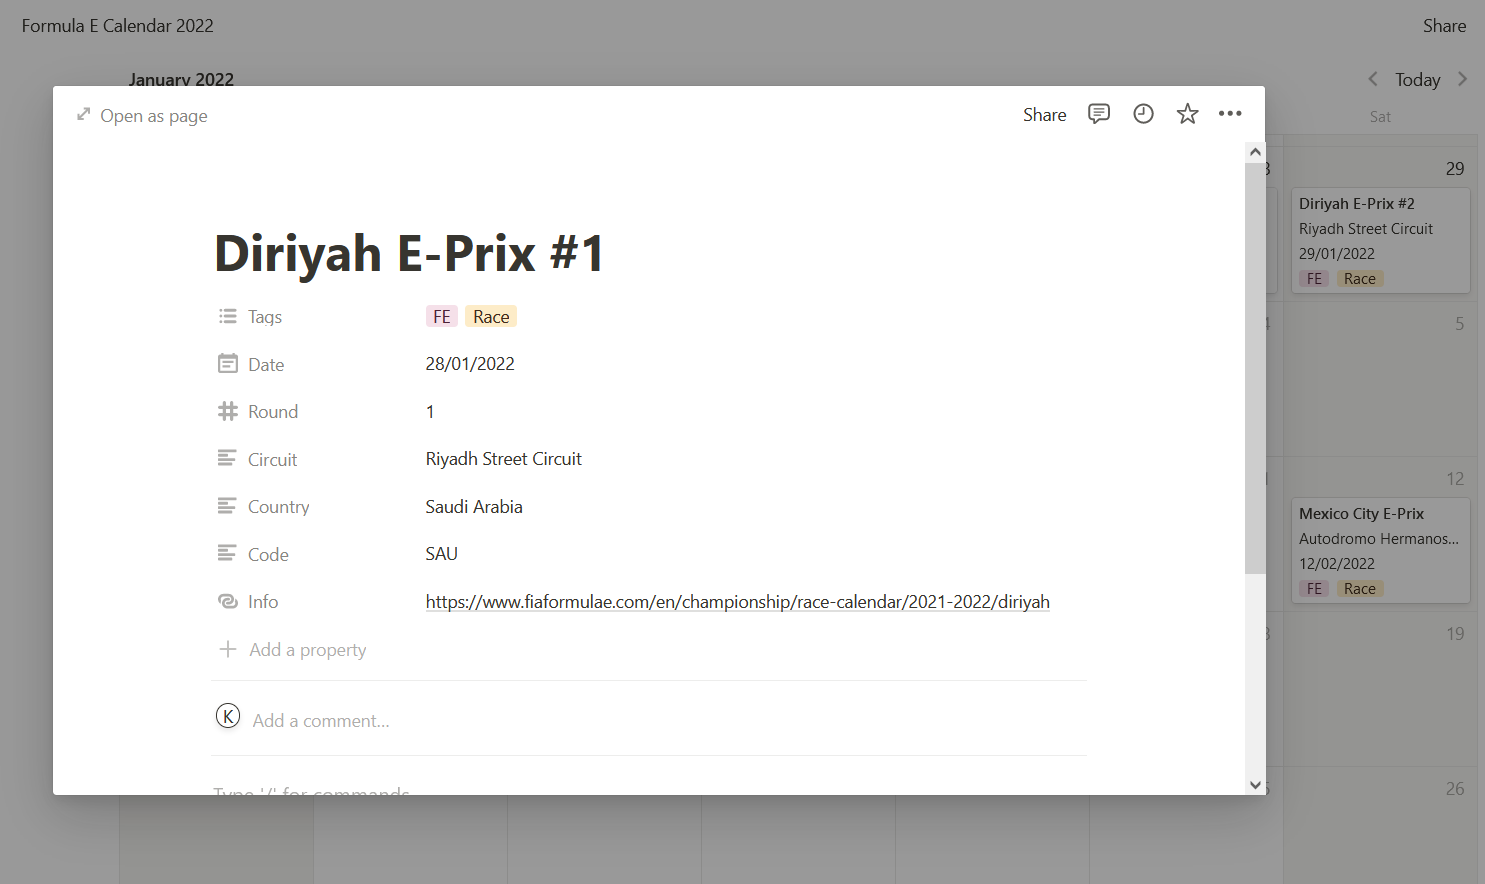 Formula E Calendar 2022
Share
January 2022
Today
Sat
Open as page
Share
29
Diriyah E-Prix #2
Riyadh Street Circuit
29/01/2022
FE Race
Diriyah E-Prix #1
Tags FE Race
Date 28/01/2022
Round 1
5
Circuit Riyadh Street Circuit
Country Saudi Arabia
12
Mexico City E-Prix
Autodromo Hermanos...
12/02/2022
FE Race
Code SAU
Info https://www.fiaformulae.com/en/championship/race-calendar/2021-2022/diriyah
Add a property
19
K Add a comment...
Type '/' for commands
26